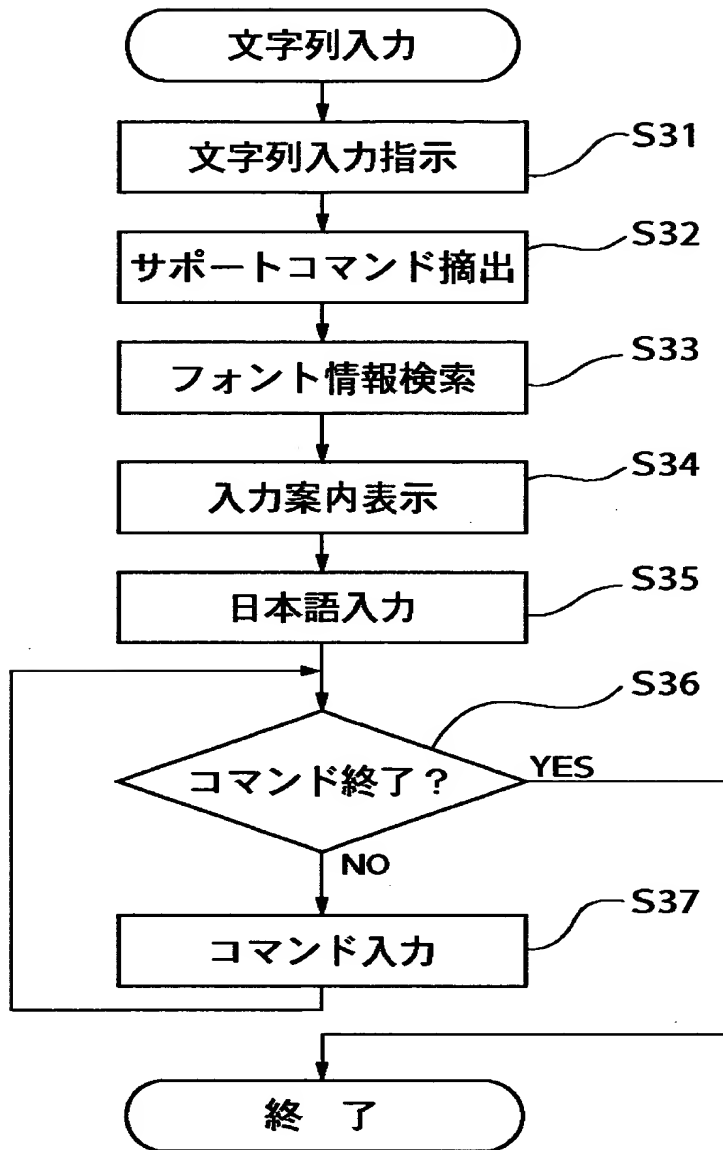 文字列入力
文字列入力指示
S31
サポートコマンド摘出
S32
フォント情報検索
S33
入力案内表示
S34
日本語入力
S35
S36
コマンド終了?
YES
NO
コマンド入力
S37
終 了